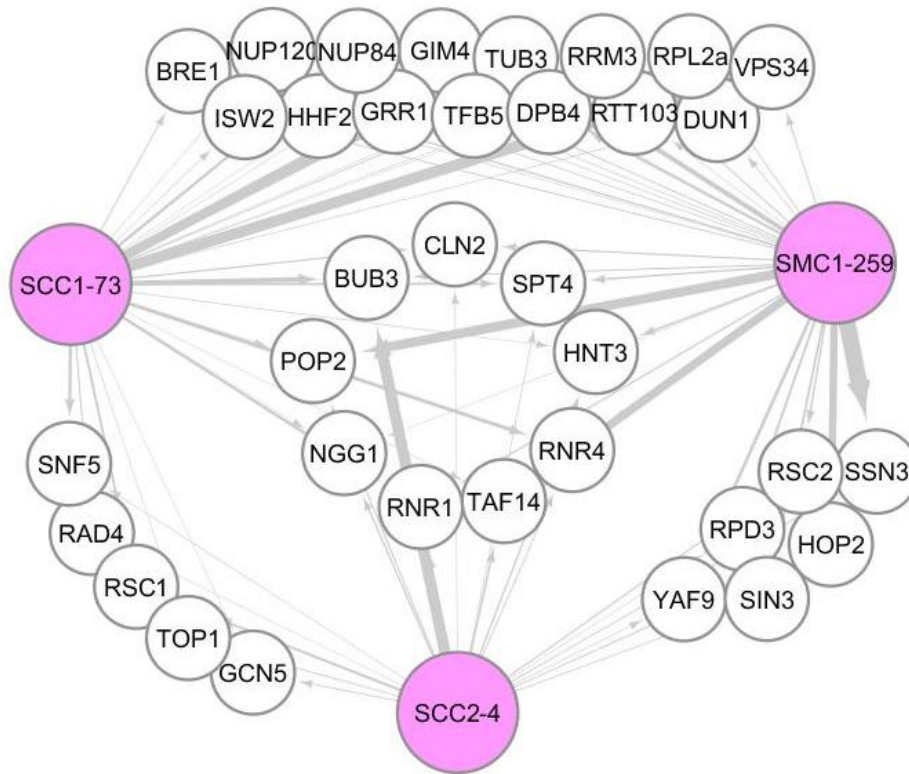 BRE1
NUP120
NUP84
GIM4
TUB3
RRM3
RPL2a
VPS34
ISW2
HHF2
GRR1
TFB5
DPB4
RTT103
DUN1
SCC1-73
SMC1-259
CLN2
BUB3
SPT4
POP2
HNT3
NGG1
RNR4
RNR1
TAF14
SNF5
RAD4
RSC1
TOP1
GCN5
RSC2
SSN3
RPD3
HOP2
YAF9
SIN3
SCC2-4